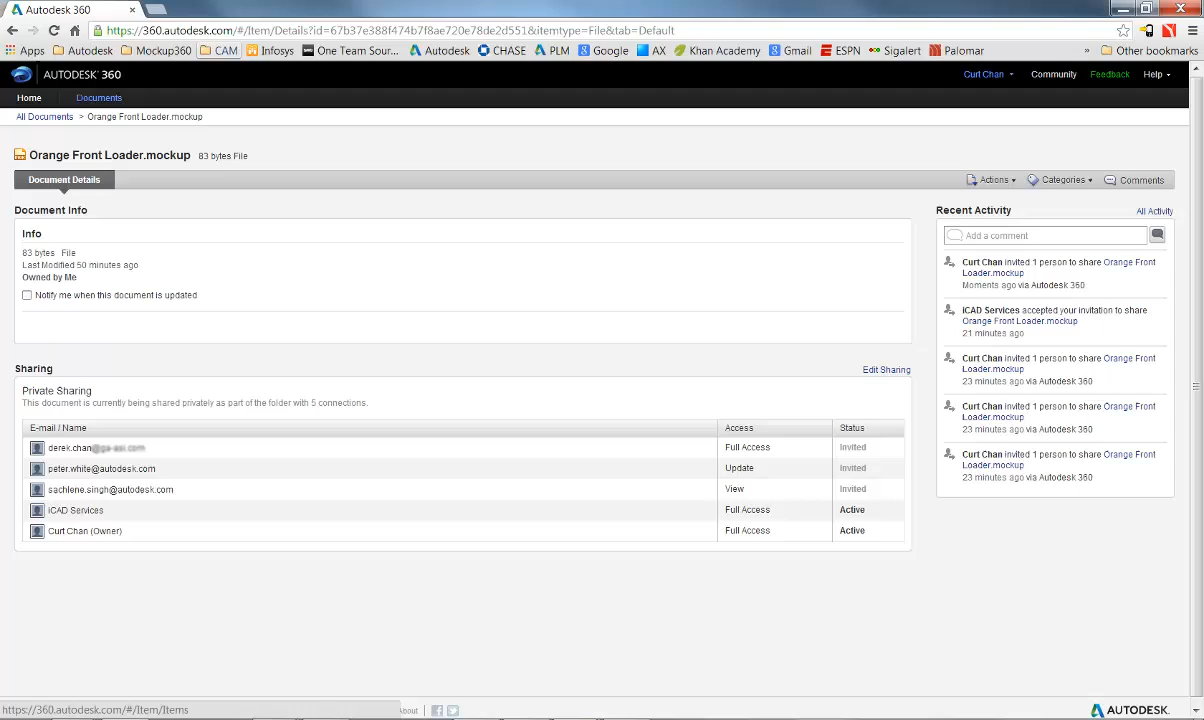 Autodesk 360
https://360.autodesk.com/#/Item/Details?id=67b37e388f474b7f8ae720e78de2d551&itemtype=File&tab=Default
Apps Autodesk Mockup360 CAM Infosys One Team Sour... Autodesk CHASE PLM Google AX Khan Academy Gmail ESPN Sigalert Palomar » Other bookmarks
AUTODESK® 360 Curt Chan Community Feedback Help
Home Documents
All Documents > Orange Front Loader.mockup
Orange Front Loader.mockup 83 bytes File
Document Details Actions Categories Comments
Document Info
Info
83 bytes File
Last Modified 50 minutes ago
Owned by Me
Notify me when this document is updated
Sharing Edit Sharing
Private Sharing
This document is currently being shared privately as part of the folder with 5 connections.
E-mail / Name Access Status
derek.chan@ga-asi.com Full Access Invited
peter.white@autodesk.com Update Invited
sachlene.singh@autodesk.com View Invited
iCAD Services Full Access Active
Curt Chan (Owner) Full Access Active
Recent Activity All Activity
Add a comment
Curt Chan invited 1 person to share Orange Front
Loader.mockup
Moments ago via Autodesk 360
iCAD Services accepted your invitation to share
Orange Front Loader.mockup
21 minutes ago
Curt Chan invited 1 person to share Orange Front
Loader.mockup
23 minutes ago via Autodesk 360
Curt Chan invited 1 person to share Orange Front
Loader.mockup
23 minutes ago via Autodesk 360
Curt Chan invited 1 person to share Orange Front
Loader.mockup
23 minutes ago via Autodesk 360
https://360.autodesk.com/#/Item/Items
About
AUTODESK.